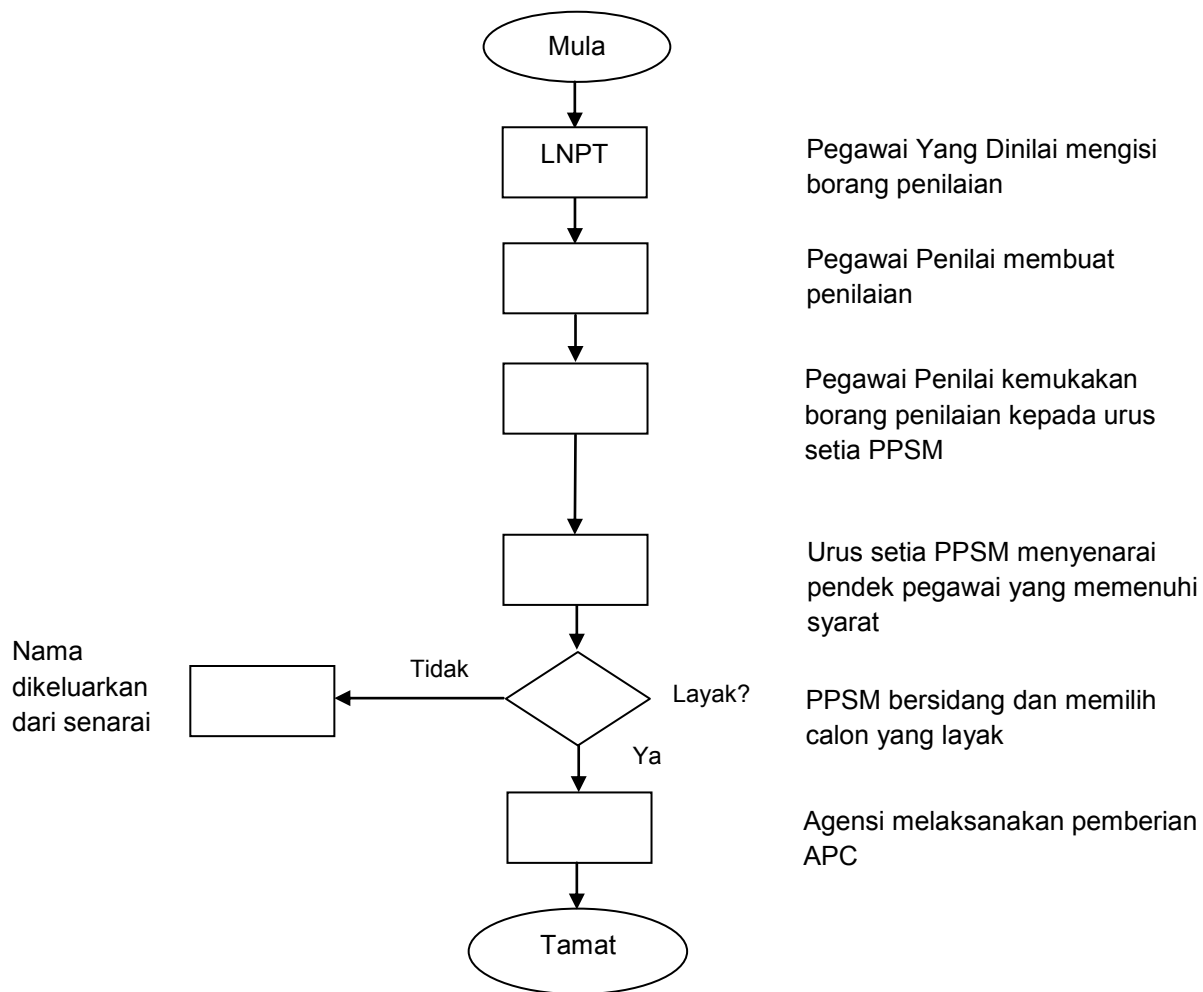 Mula
LNPT
Pegawai Yang Dinilai mengisi
borang penilaian
Pegawai Penilai membuat
penilaian
Pegawai Penilai kemukakan
borang penilaian kepada urus
setia PPSM
Urus setia PPSM menyenarai
pendek pegawai yang memenuhi
syarat
Nama
dikeluarkan
dari senarai
Tidak
Layak?
PPSM bersidang dan memilih
calon yang layak
Ya
Agensi melaksanakan pemberian
APC
Tamat